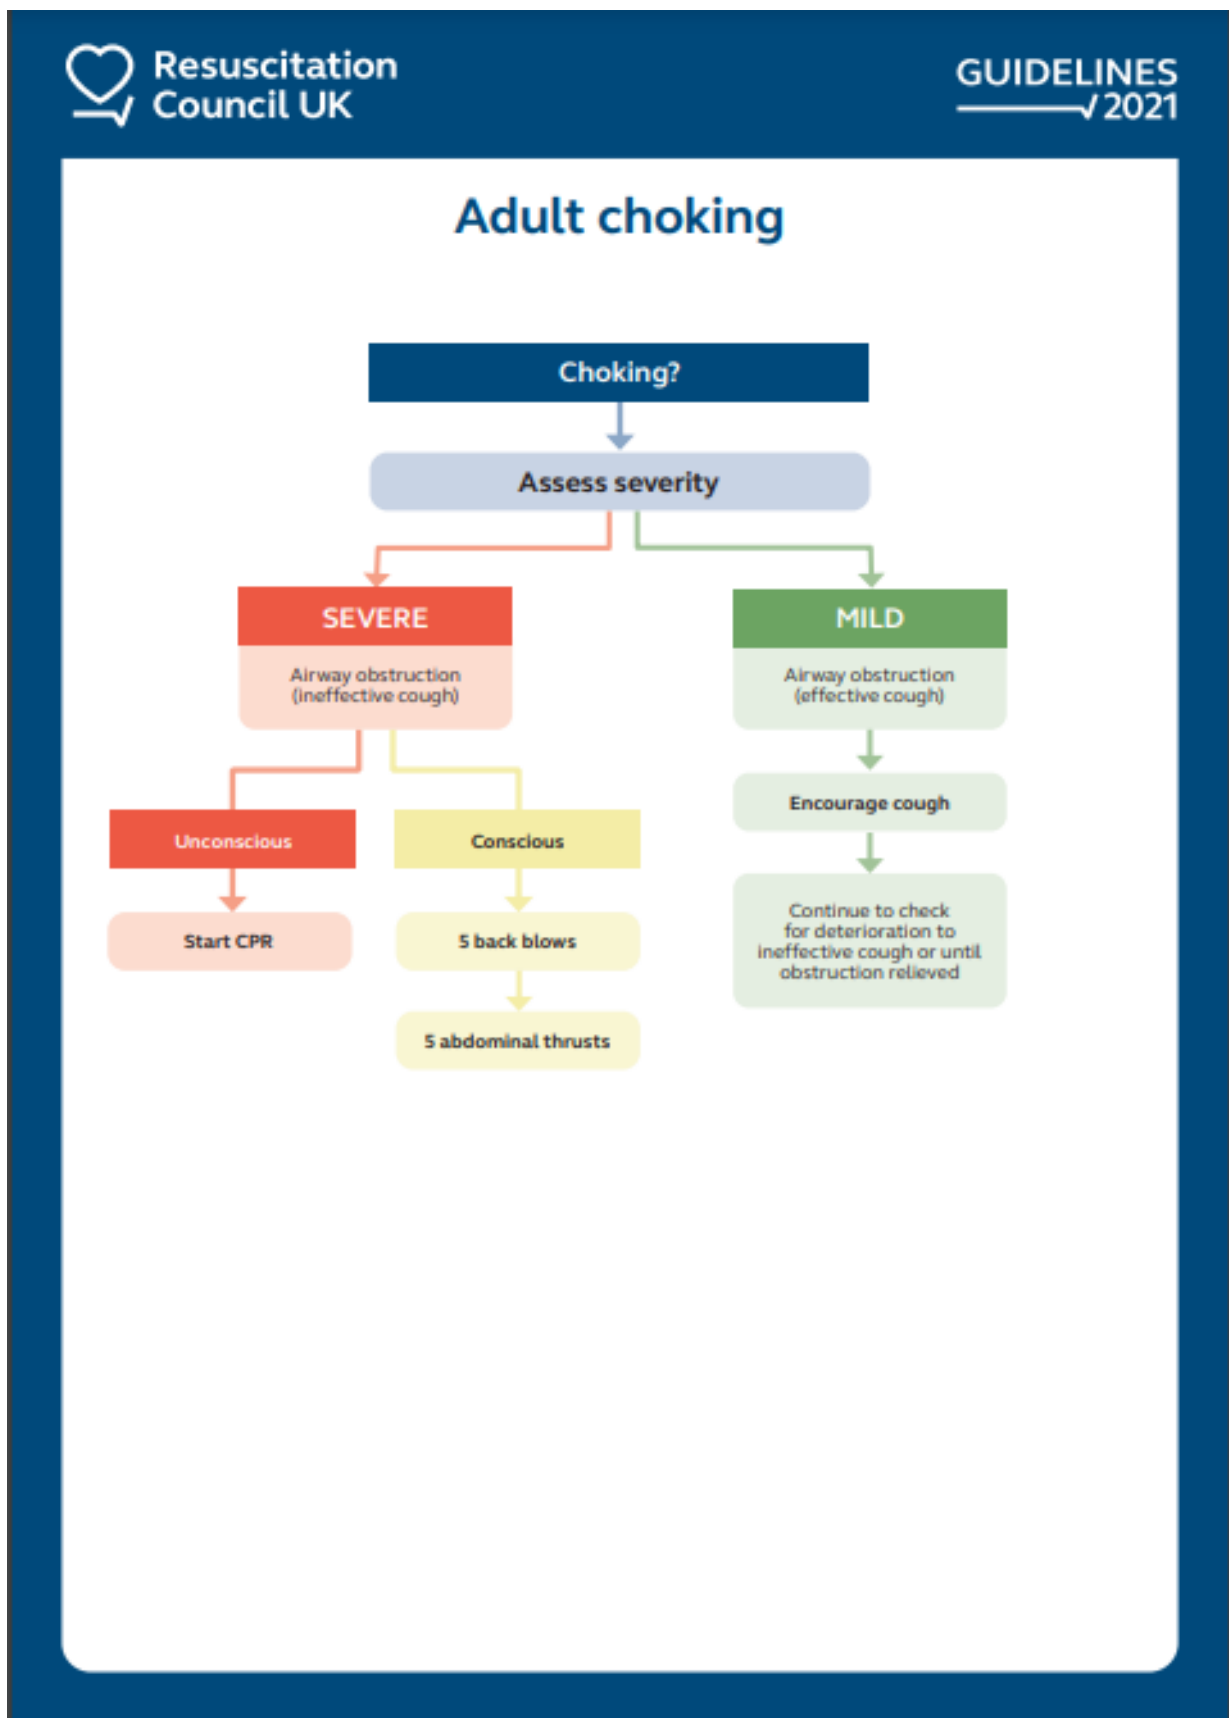 Resuscitation
Council UK
GUIDELINES
2021
Adult choking
Choking?
Assess severity
SEVERE
Airway obstruction
(ineffective cough)
MILD
Airway obstruction
(effective cough)
Unconscious
Start CPR
Conscious
5 back blows
5 abdominal thrusts
Encourage cough
Continue to check
for deterioration to
ineffective cough or until
obstruction relieved